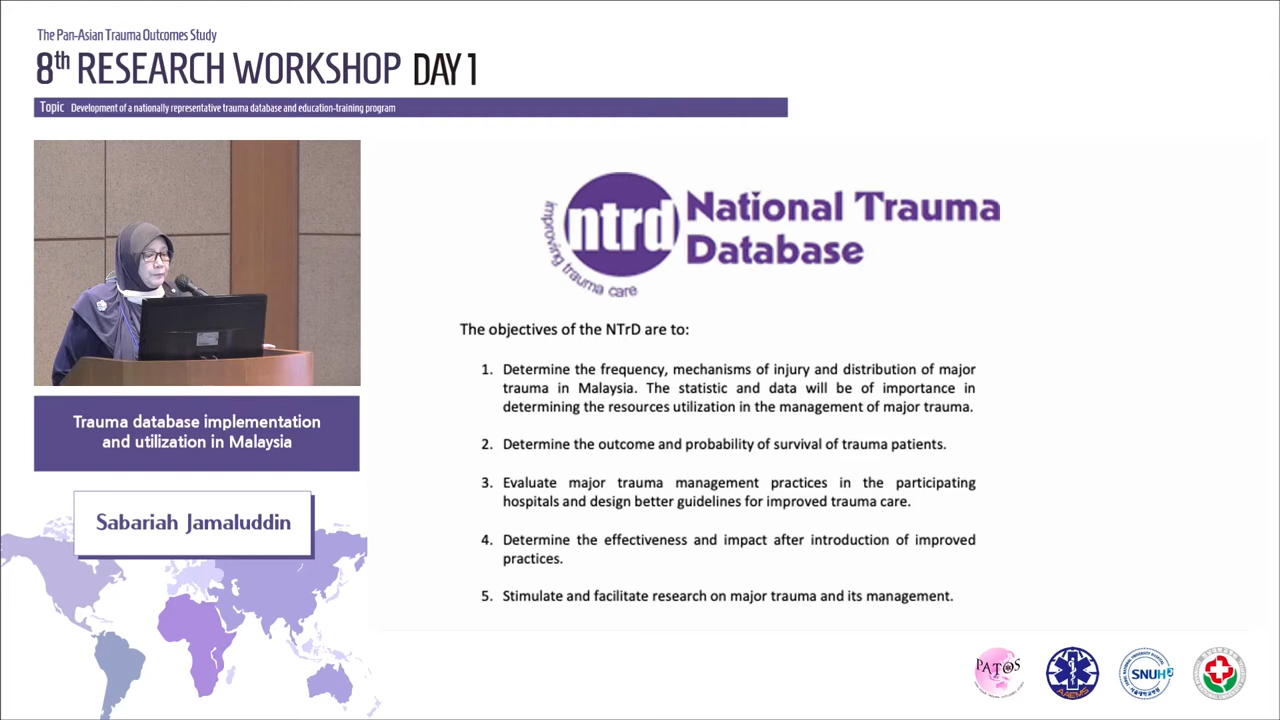 The Pan-Asian Trauma Outcomes Study
8th RESEARCH WORKSHOP DAY 1
Topic Development of a nationally representative trauma database and education-training program
ntrd
improving trauma care
National Trauma
Database
The objectives of the NTrD are to:
1. Determine the frequency, mechanisms of injury and distribution of major
trauma in Malaysia. The statistic and data will be of importance in
determining the resources utilization in the management of major trauma.
2. Determine the outcome and probability of survival of trauma patients.
3. Evaluate major trauma management practices in the participating
hospitals and design better guidelines for improved trauma care.
4. Determine the effectiveness and impact after introduction of improved
practices.
5. Stimulate and facilitate research on major trauma and its management.
Trauma database implementation
and utilization in Malaysia
Sabariah Jamaluddin
PATOS
AAEMS
SNUH